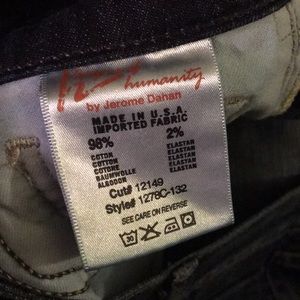 humanity
by Jerome Dahan
MADE IN U.S.A.
IMPORTED FABRIC
98% 2%
COTON ELASTAN
COTTON ELASTAN
COTONE ELASTAN
BAUMWOLLE ELASTAN
ALGODON ELASTAN
Cut# 12149
Style# 1278C-132
SEE CARE ON REVERSE
30